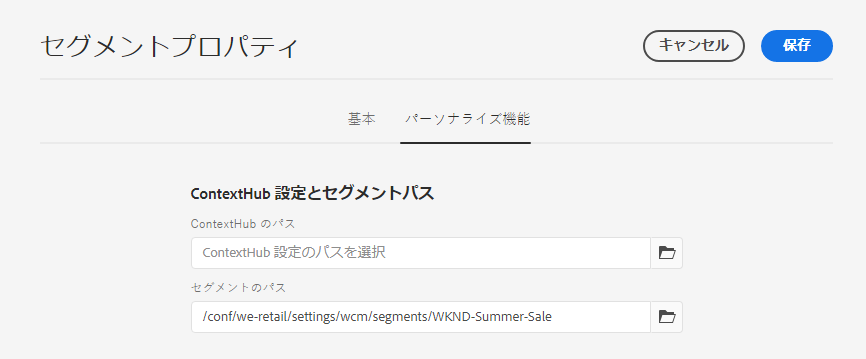 セグメントプロパティ
キャンセル
保存
基本
パーソナライズ機能
ContextHub 設定とセグメントパス
ContextHub のパス
ContextHub 設定のパスを選択
セグメントのパス
/conf/we-retail/settings/wcm/segments/WKND-Summer-Sale